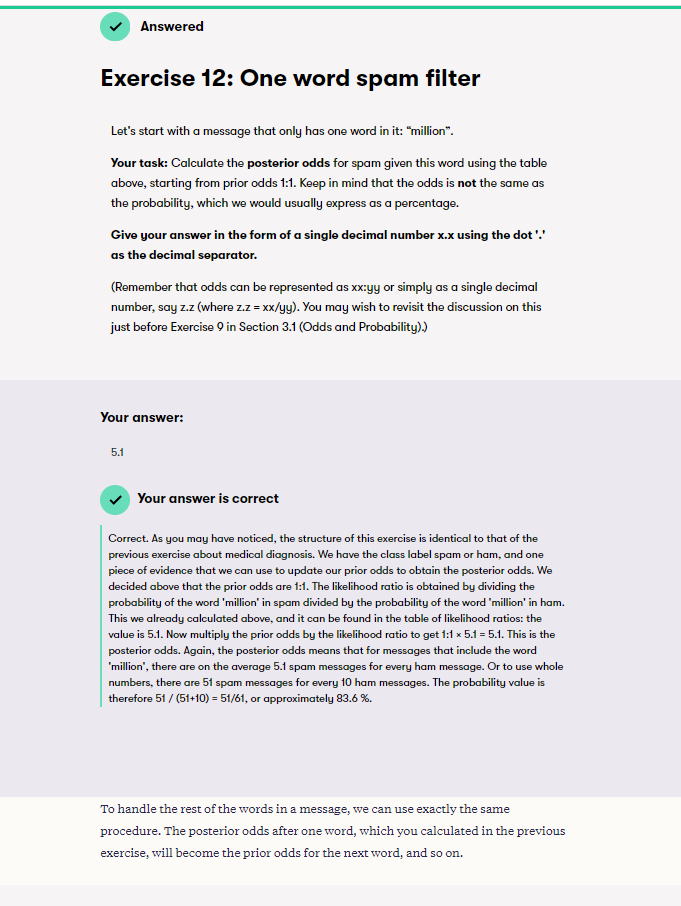 Answered
Exercise 12: One word spam filter
Let's start with a message that only has one word in it: “million”.
Your task: Calculate the posterior odds for spam given this word using the table
above, starting from prior odds 1:1. Keep in mind that the odds is not the same as
the probability, which we would usually express as a percentage.
Give your answer in the form of a single decimal number x.x using the dot '.'
as the decimal separator.
(Remember that odds can be represented as xx:yy or simply as a single decimal
number, say z.z (where z.z = xx/yy). You may wish to revisit the discussion on this
just before Exercise 9 in Section 3.1 (Odds and Probability).)
Your answer:
5.1
Your answer is correct
Correct. As you may have noticed, the structure of this exercise is identical to that of the
previous exercise about medical diagnosis. We have the class label spam or ham, and one
piece of evidence that we can use to update our prior odds to obtain the posterior odds. We
decided above that the prior odds are 1:1. The likelihood ratio is obtained by dividing the
probability of the word 'million' in spam divided by the probability of the word 'million' in ham.
This we already calculated above, and it can be found in the table of likelihood ratios: the
value is 5.1. Now multiply the prior odds by the likelihood ratio to get 1:1 × 5.1 = 5.1. This is the
posterior odds. Again, the posterior odds means that for messages that include the word
'million', there are on the average 5.1 spam messages for every ham message. Or to use whole
numbers, there are 51 spam messages for every 10 ham messages. The probability value is
therefore 51 / (51+10) = 51/61, or approximately 83.6 %.
To handle the rest of the words in a message, we can use exactly the same
procedure. The posterior odds after one word, which you calculated in the previous
exercise, will become the prior odds for the next word, and so on.